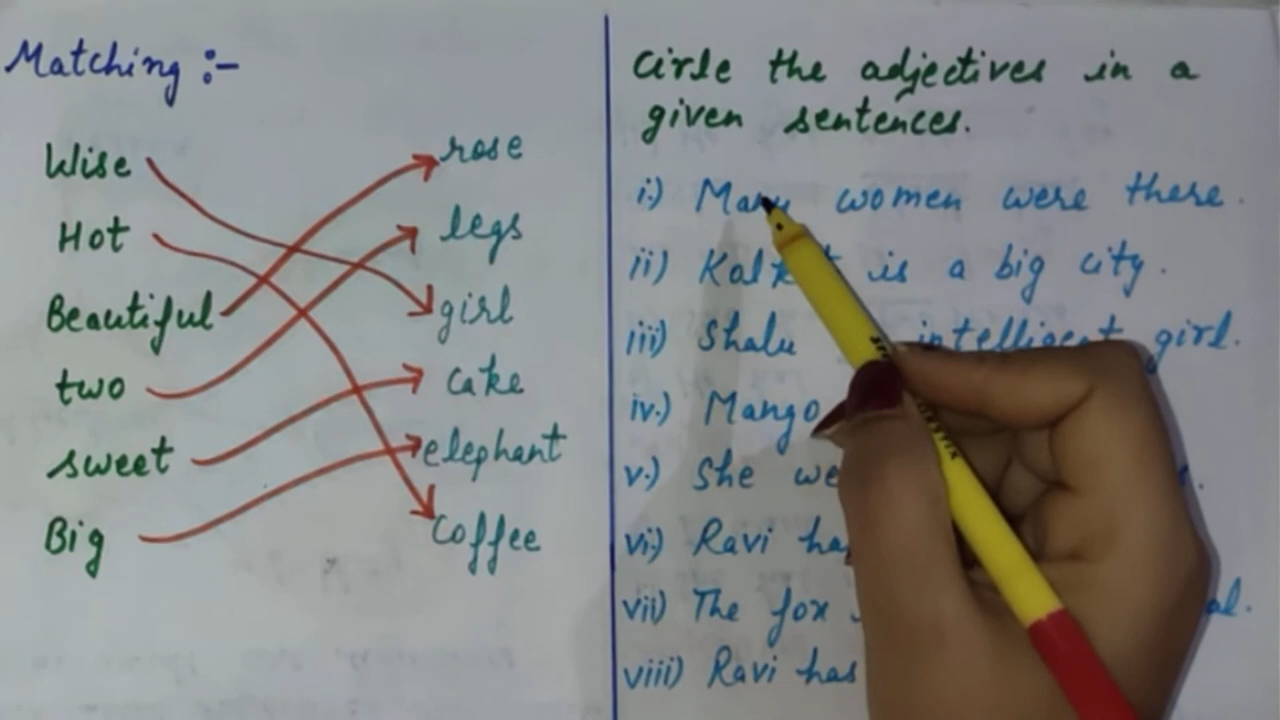 Matching :-
Wise
Hot
Beautiful
two
sweet
Big
rose
legs
girl
cake
elephant
coffee
Cirle the adjectives in a
given sentences.
i.) Many women were there.
ii) is a big city.
iii) Shalu intelligent girl.
iv.) Mango
v.) She
vi.) Ravi
vii) The fox
viii) Ravi has